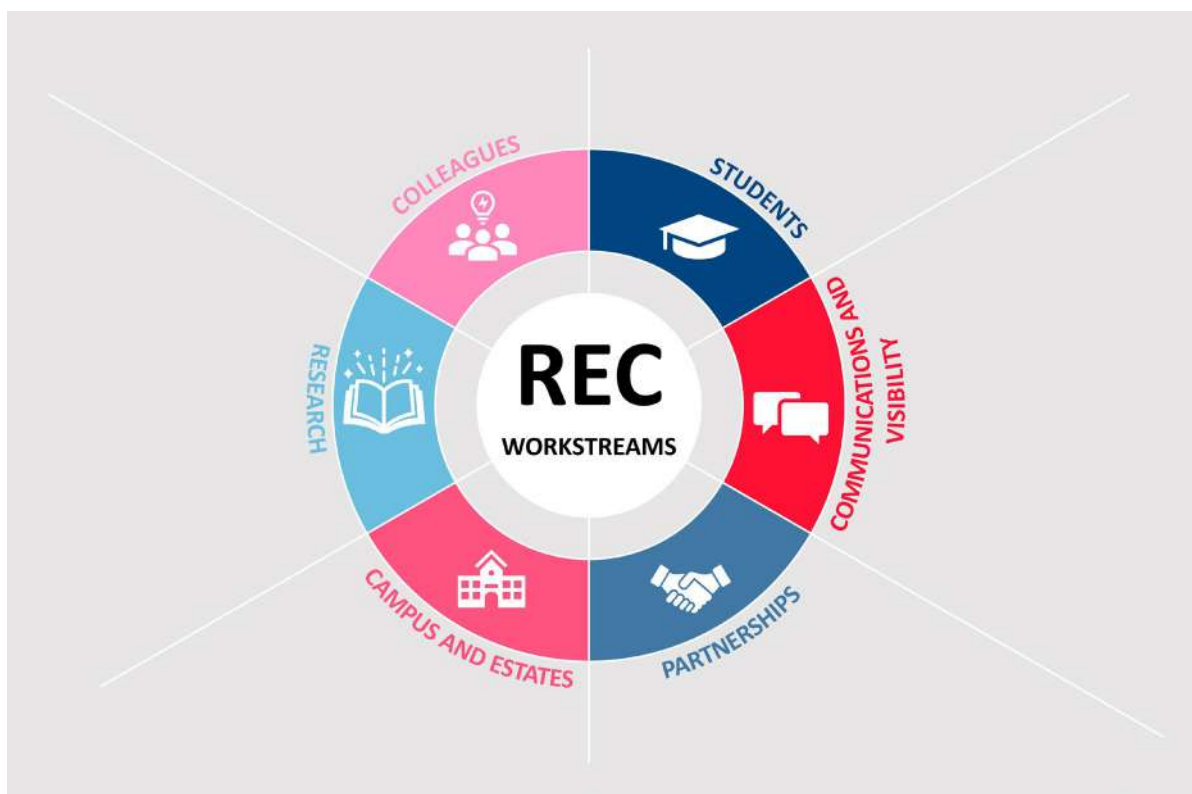 COLLEAGUES
STUDENTS
COMMUNICATIONS AND
VISIBILITY
PARTNERSHIPS
CAMPUS AND ESTATES
RESEARCH
REC
WORKSTREAMS